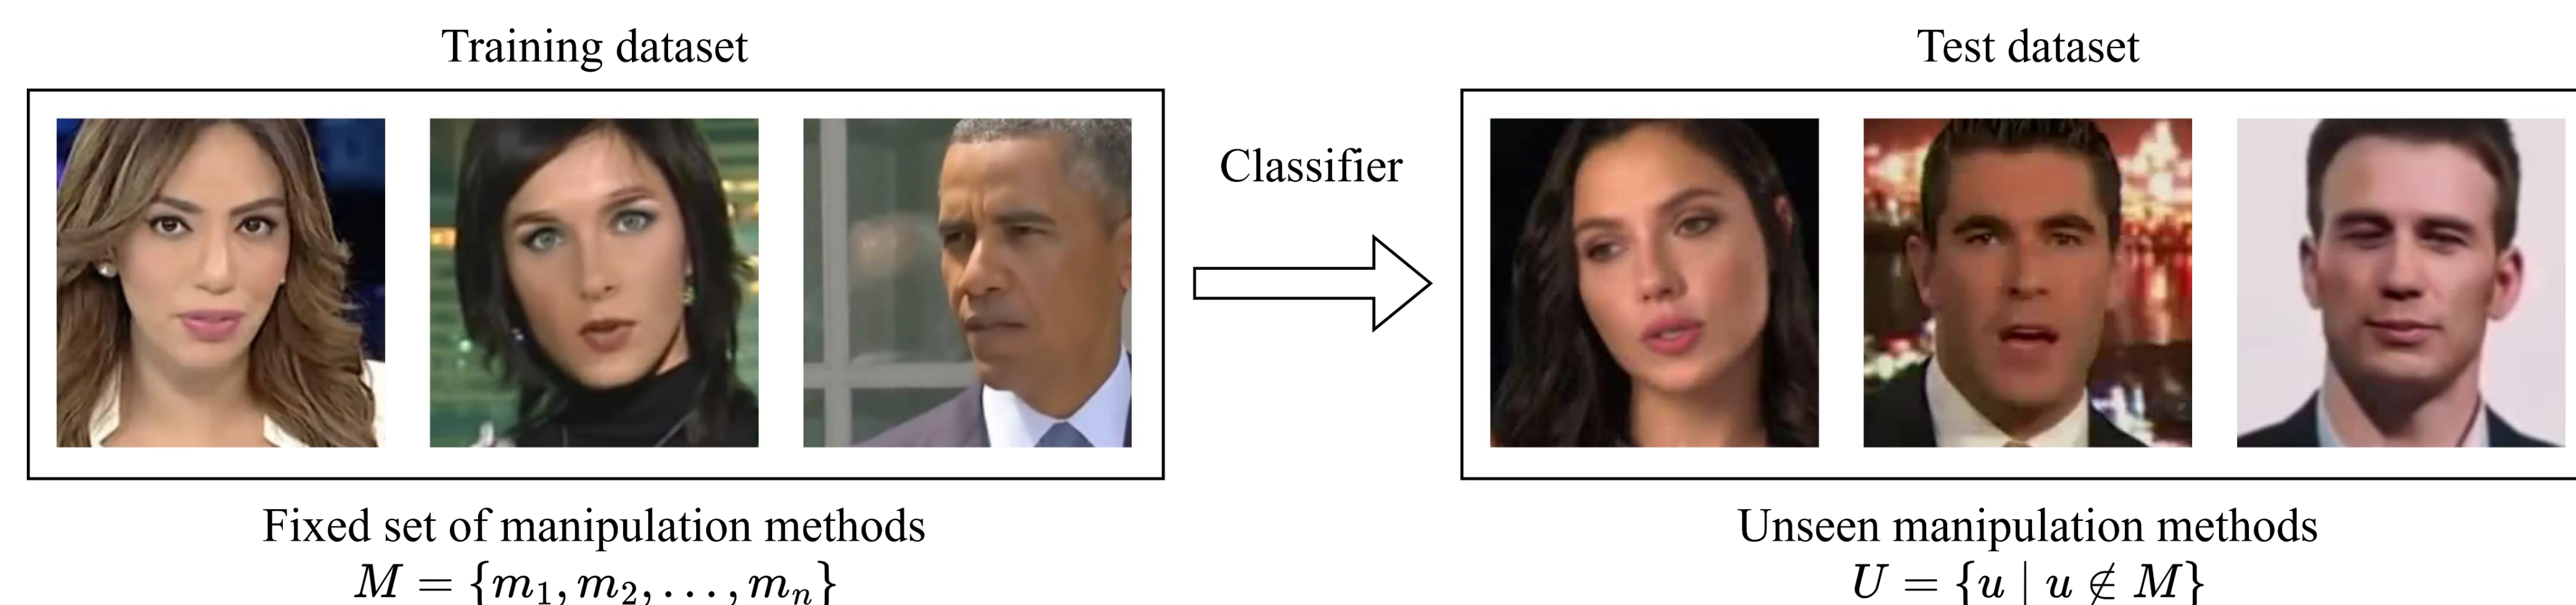 Training dataset
Test dataset
Classifier
Fixed set of manipulation methods
M = {m₁, m₂, . . . , mₙ}
Unseen manipulation methods
U = {u | u ∉ M}